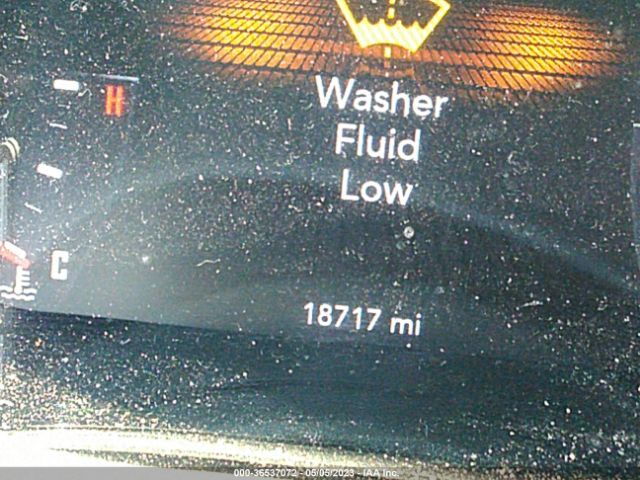 H
Washer
Fluid
Low
C
18717 mi
000-36537072 - 05/05/2023 - IAA Inc.